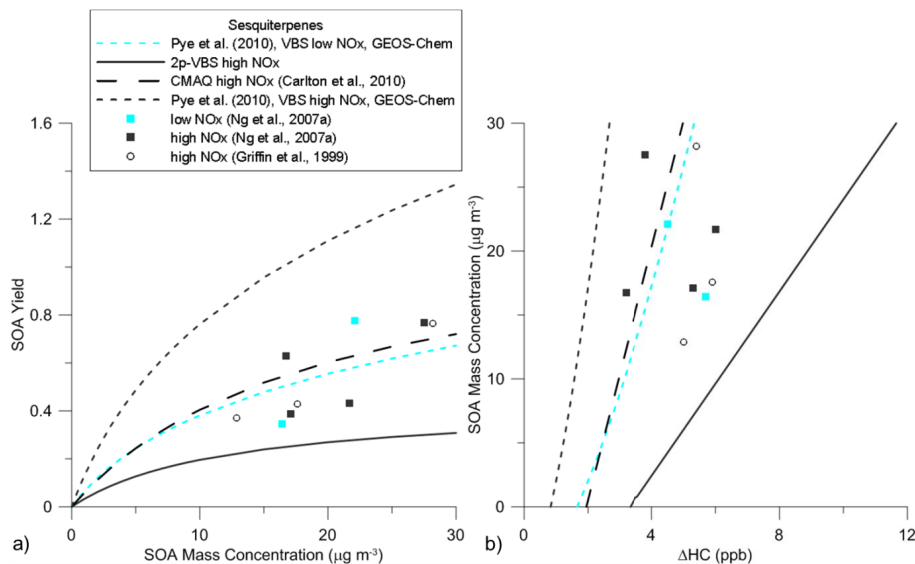 Sesquiterpenes
Pye et al. (2010), VBS low NOx, GEOS-Chem
2p-VBS high NOx
CMAQ high NOx (Carlton et al., 2010)
Pye et al. (2010), VBS high NOx, GEOS-Chem
low NOx (Ng et al., 2007a)
high NOx (Ng et al., 2007a)
high NOx (Griffin et al., 1999)
SOA Yield
1.6
1.2
0.8
0.4
0
0 10 20 30
SOA Mass Concentration (µg m⁻³)
a)
SOA Mass Concentration (µg m⁻³)
30
20
10
0
0 4 8 12
ΔHC (ppb)
b)